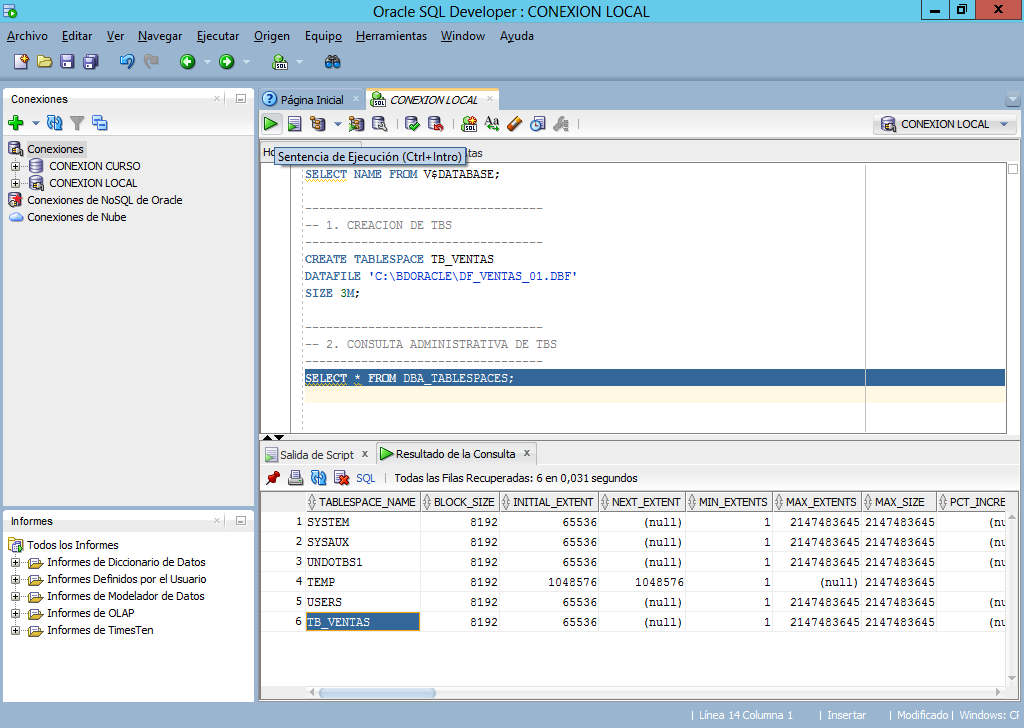 Oracle SQL Developer : CONEXION LOCAL
Archivo Editar Ver Navegar Ejecutar Origen Equipo Herramientas Window Ayuda
Conexiones
Conexiones
CONEXION CURSO
CONEXION LOCAL
Conexiones de NoSQL de Oracle
Conexiones de Nube
Informes
Todos los Informes
Informes de Diccionario de Datos
Informes Definidos por el Usuario
Informes de Modelador de Datos
Informes de OLAP
Informes de TimesTen
Página Inicial
CONEXION LOCAL
CONEXION LOCAL
Sentencia de Ejecución (Ctrl+Intro)
SELECT NAME FROM V$DATABASE;
----------------------------------
-- 1. CREACION DE TBS
----------------------------------
CREATE TABLESPACE TB_VENTAS
DATAFILE 'C:\BDORACLE\DF_VENTAS_01.DBF'
SIZE 3M;
----------------------------------
-- 2. CONSULTA ADMINISTRATIVA DE TBS
----------------------------------
SELECT * FROM DBA_TABLESPACES;
Salida de Script x Resultado de la Consulta x
SQL | Todas las Filas Recuperadas: 6 en 0,031 segundos
TABLESPACE_NAME BLOCK_SIZE INITIAL_EXTENT NEXT_EXTENT MIN_EXTENTS MAX_EXTENTS MAX_SIZE PCT_INCRE
1 SYSTEM 8192 65536 (null) 1 2147483645 2147483645 (nu
2 SYSAUX 8192 65536 (null) 1 2147483645 2147483645 (nu
3 UNDOTBS1 8192 65536 (null) 1 2147483645 2147483645 (nu
4 TEMP 8192 1048576 1048576 1 (null) 2147483645
5 USERS 8192 65536 (null) 1 2147483645 2147483645 (nu
6 TB_VENTAS 8192 65536 (null) 1 2147483645 2147483645 (nu
| Línea 14 Columna 1 | Insertar | Modificado | Windows: CF